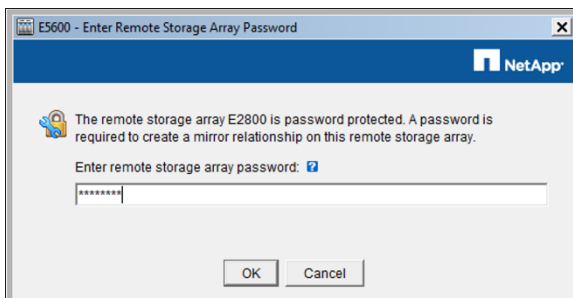 E5600 - Enter Remote Storage Array Password
NetApp
The remote storage array E2800 is password protected. A password is
required to create a mirror relationship on this remote storage array.
Enter remote storage array password:
********
OK
Cancel